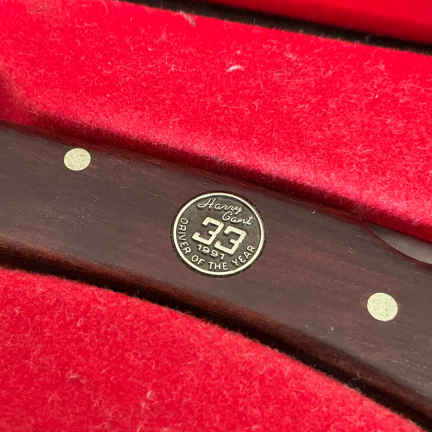 Harry
Gant
33
1991
DRIVER OF THE YEAR